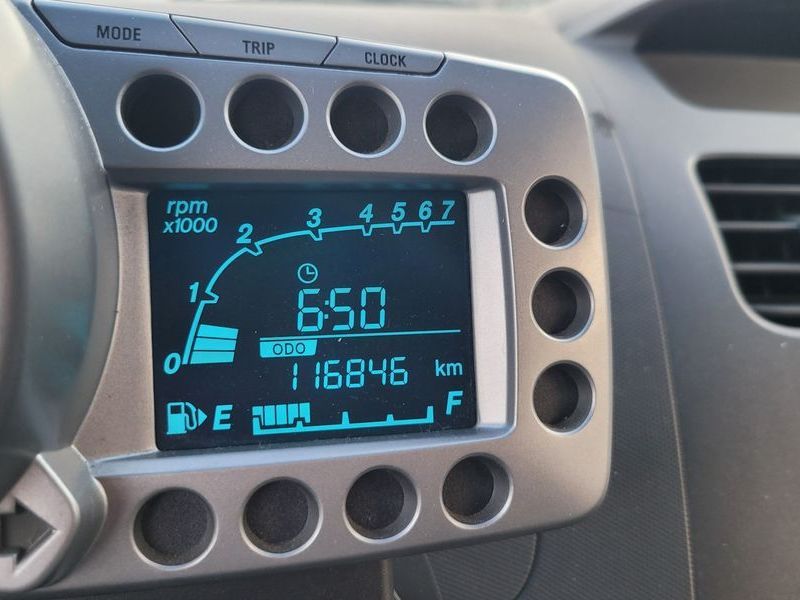 MODE TRIP CLOCK
rpm
x1000
0 1 2 3 4 5 6 7
6:50
ODO
116846 km
E F